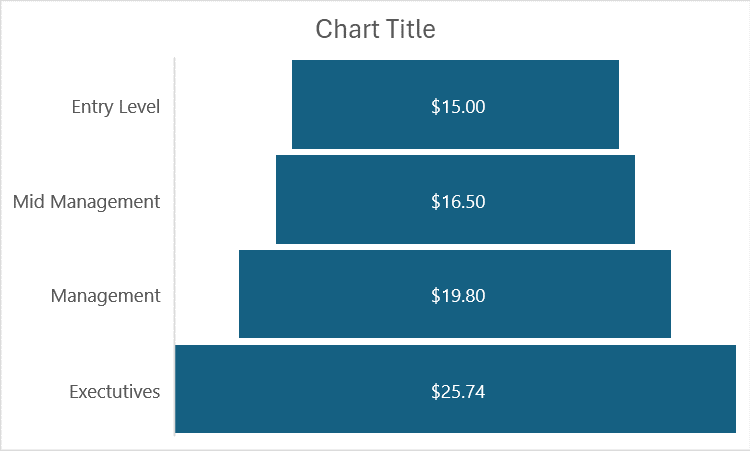 Chart Title
Entry Level $15.00
Mid Management $16.50
Management $19.80
Exectutives $25.74